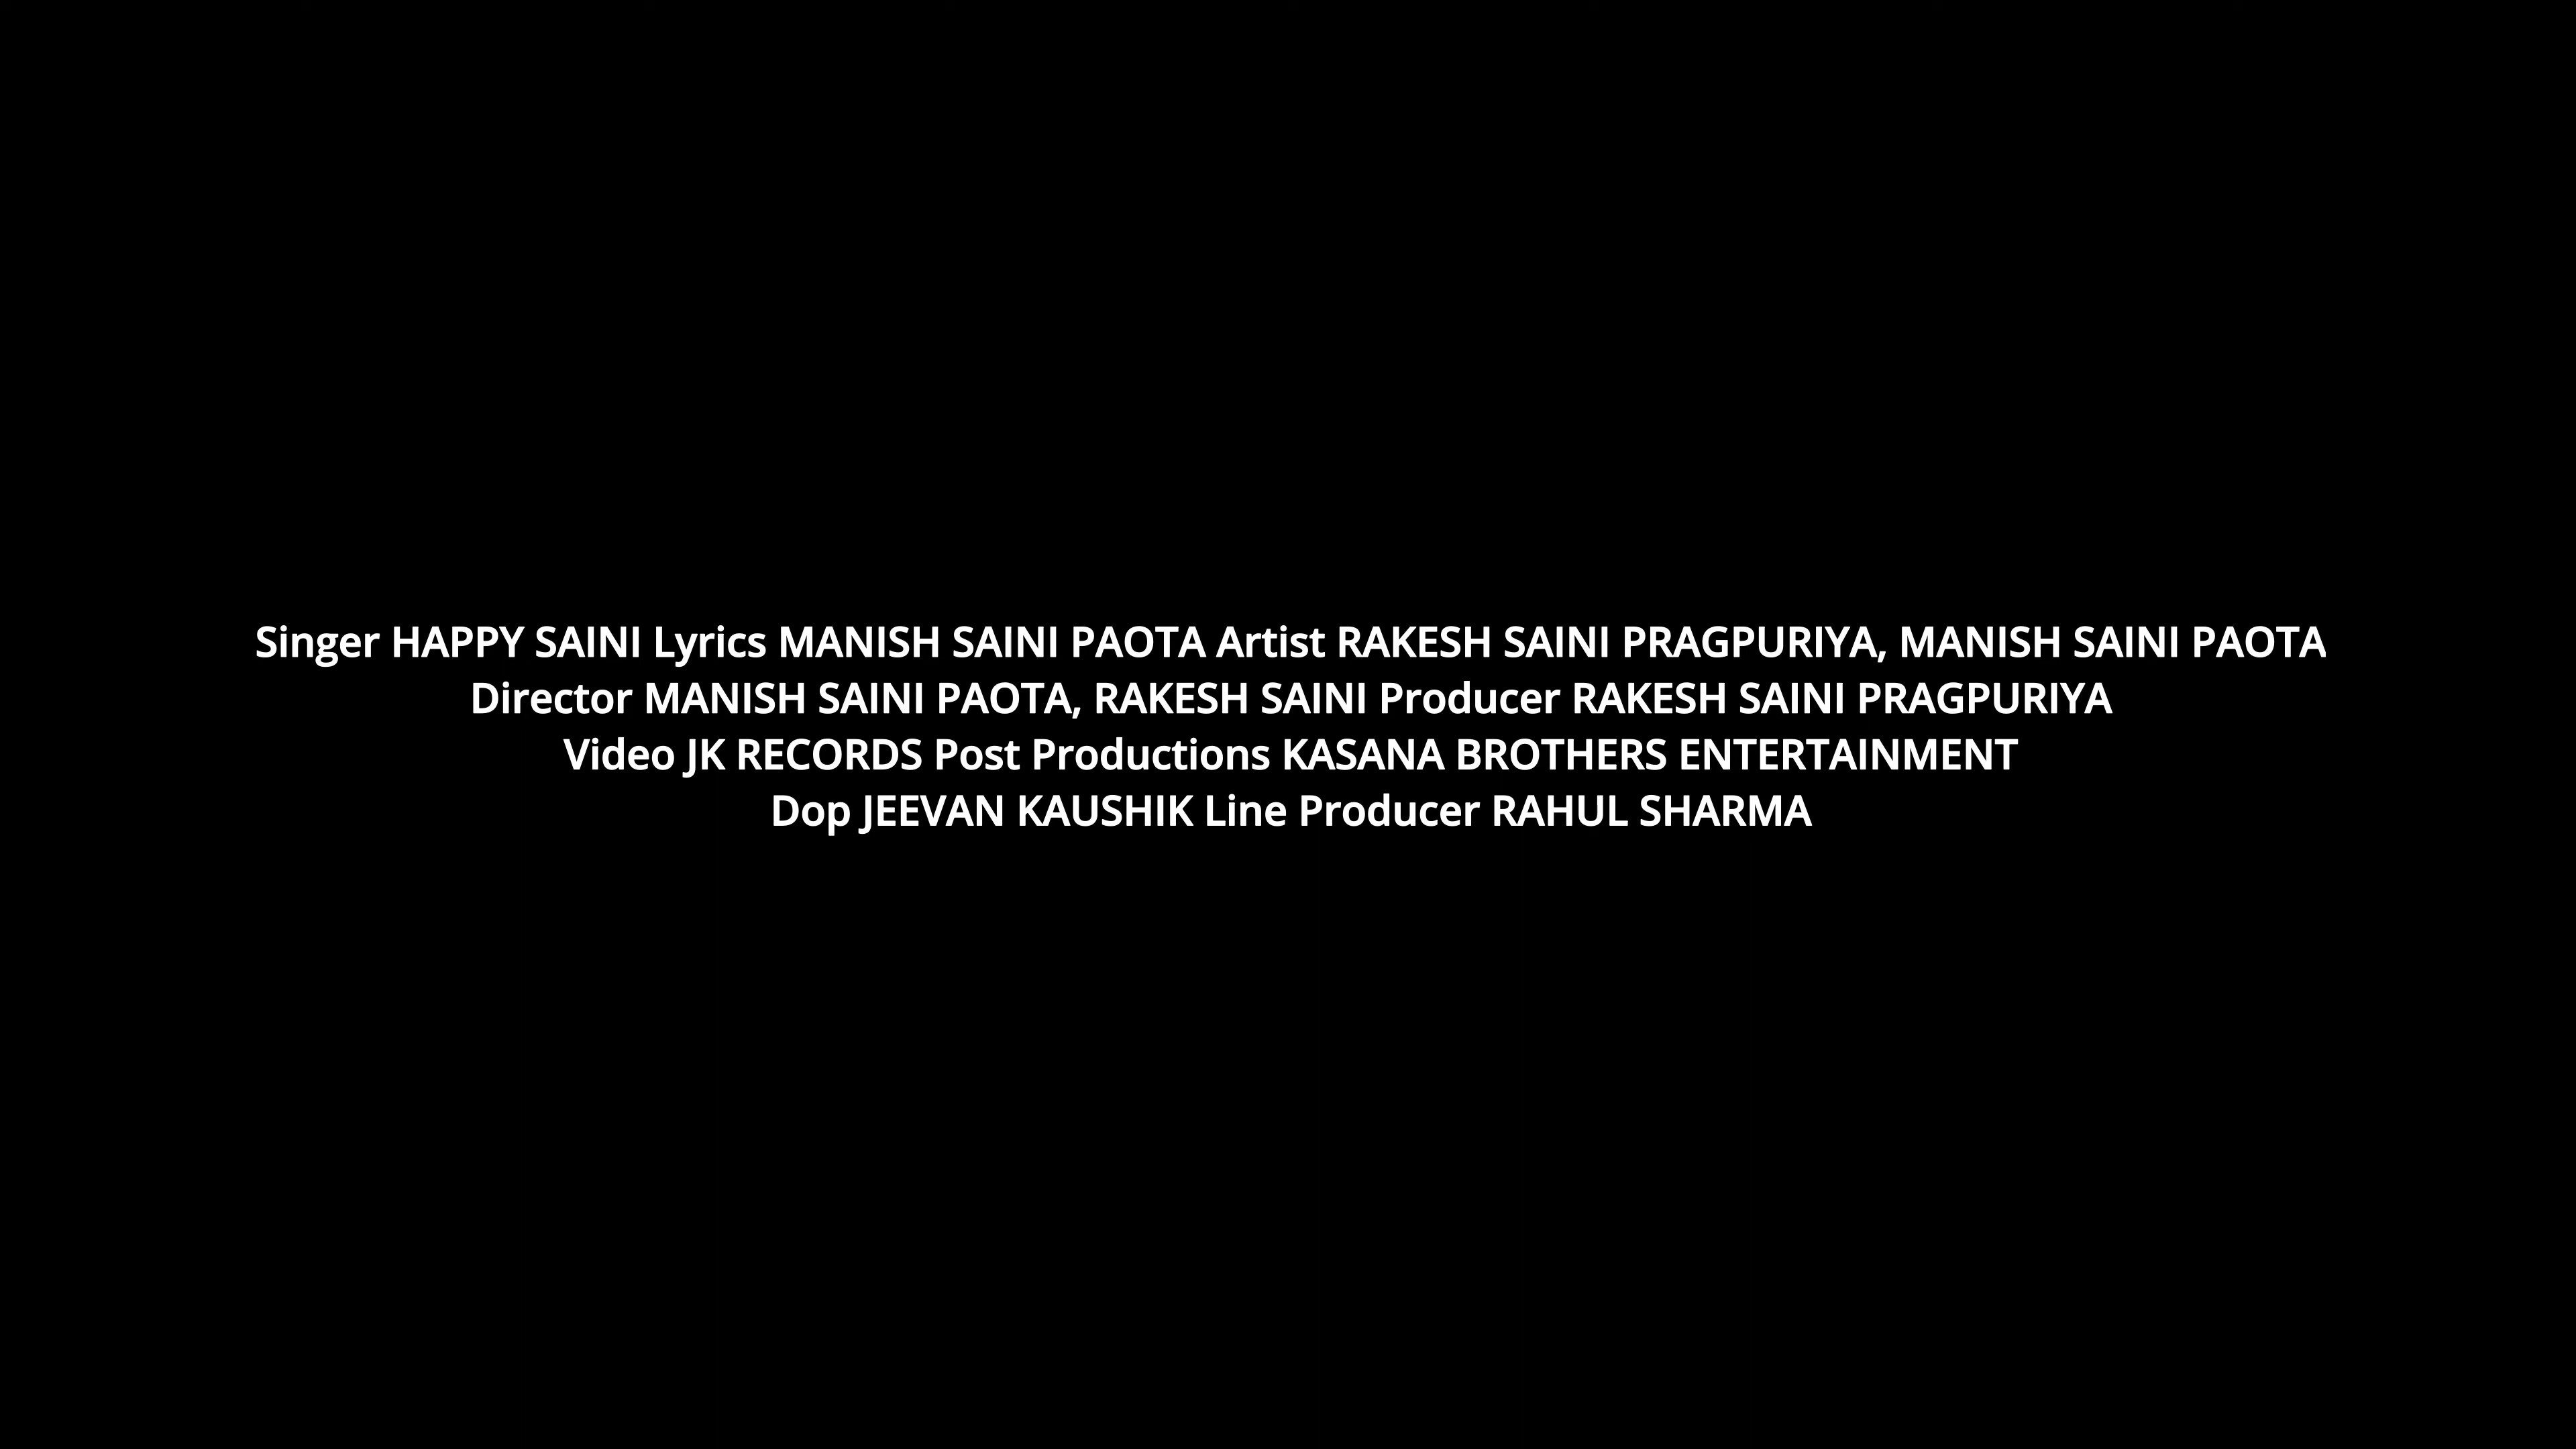 Singer HAPPY SAINI Lyrics MANISH SAINI PAOTA Artist RAKESH SAINI PRAGPURIYA, MANISH SAINI PAOTA
Director MANISH SAINI PAOTA, RAKESH SAINI Producer RAKESH SAINI PRAGPURIYA
Video JK RECORDS Post Productions KASANA BROTHERS ENTERTAINMENT
Dop JEEVAN KAUSHIK Line Producer RAHUL SHARMA